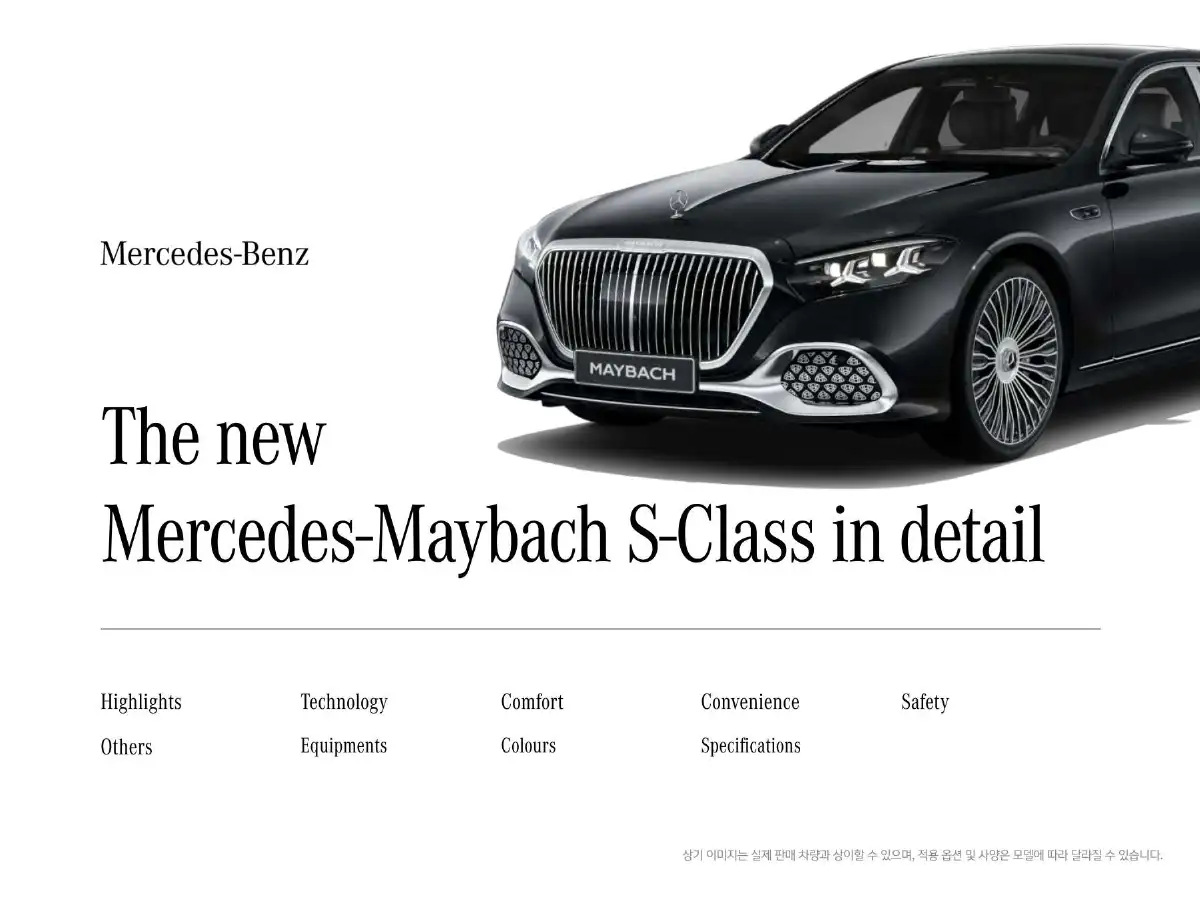 Mercedes-Benz
MAYBACH
The new
Mercedes-Maybach S-Class in detail
Highlights
Technology
Comfort
Convenience
Safety
Others
Equipments
Colours
Specifications
상기 이미지는 실제 판매 차량과 상이할 수 있으며, 적용 옵션 및 사양은 모델에 따라 달라질 수 있습니다.